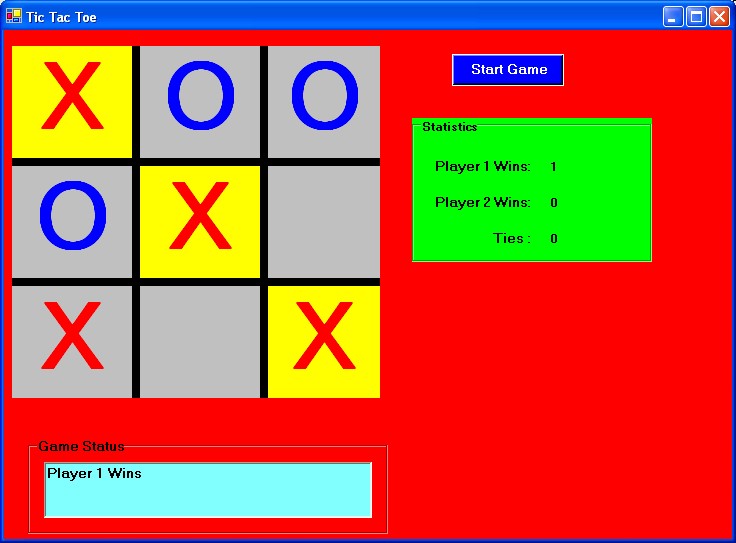 Tic Tac Toe
X O O
O X
X X
Start Game
Statistics
Player 1 Wins: 1
Player 2 Wins: 0
Ties : 0
Game Status
Player 1 Wins